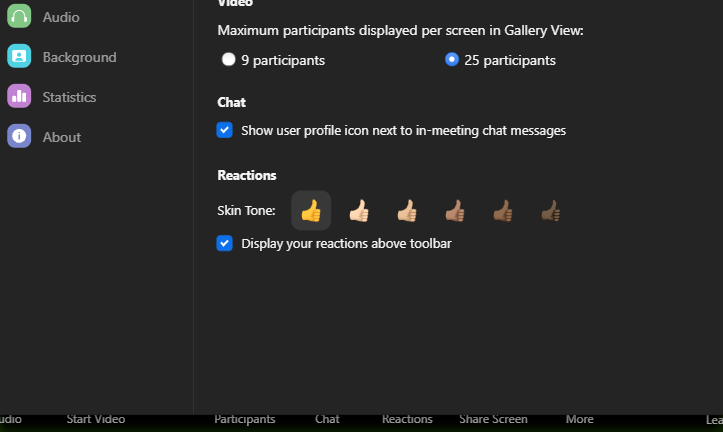 Video
Audio
Maximum participants displayed per screen in Gallery View:
Background
9 participants
25 participants
Statistics
Chat
Show user profile icon next to in-meeting chat messages
About
Reactions
Skin Tone:
Display your reactions above toolbar
udio
Start Video
Participants
Chat
Reactions
Share Screen
More
Lea